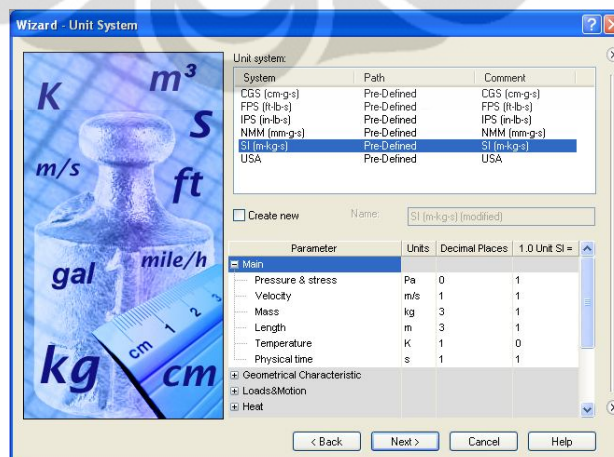 Wizard - Unit System
K
m³
S
m/s
ft
gal
mile/h
cm 1 2 3
kg
cm
Unit system:
System Path Comment
CGS (cm-g-s) Pre-Defined CGS (cm-g-s)
FPS (ft-lb-s) Pre-Defined FPS (ft-lb-s)
IPS (in-lb-s) Pre-Defined IPS (in-lb-s)
NMM (mm-g-s) Pre-Defined NMM (mm-g-s)
SI (m-kg-s) Pre-Defined SI (m-kg-s)
USA Pre-Defined USA
Create new Name: SI (m-kg-s) (modified)
Parameter Units Decimal Places 1.0 Unit SI =
Main
Pressure & stress Pa 0 1
Velocity m/s 1 1
Mass kg 3 1
Length m 3 1
Temperature K 1 0
Physical time s 1 1
Geometrical Characteristic
Loads&Motion
Heat
< Back Next > Cancel Help